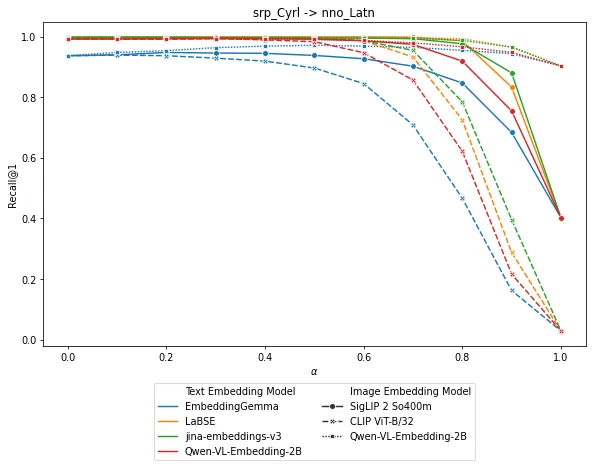 srp_Cyrl -> nno_Latn
1.0
0.8
0.6
0.4
0.2
0.0
Recall@1
0.0 0.2 0.4 0.6 0.8 1.0
α
Text Embedding Model Image Embedding Model
EmbeddingGemma SigLIP 2 So400m
LaBSE CLIP ViT-B/32
jina-embeddings-v3 Qwen-VL-Embedding-2B
Qwen-VL-Embedding-2B